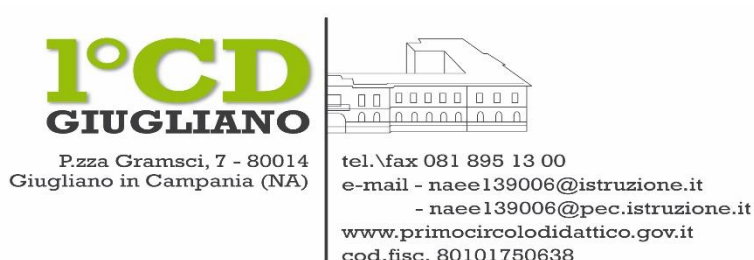 1°CD
GIUGLIANO
P.zza Gramsci, 7 - 80014
Giugliano in Campania (NA)
tel.\fax 081 895 13 00
e-mail - naee139006@istruzione.it
- naee139006@pec.istruzione.it
www.primocircolodidattico.gov.it
cod.fisc. 80101750638